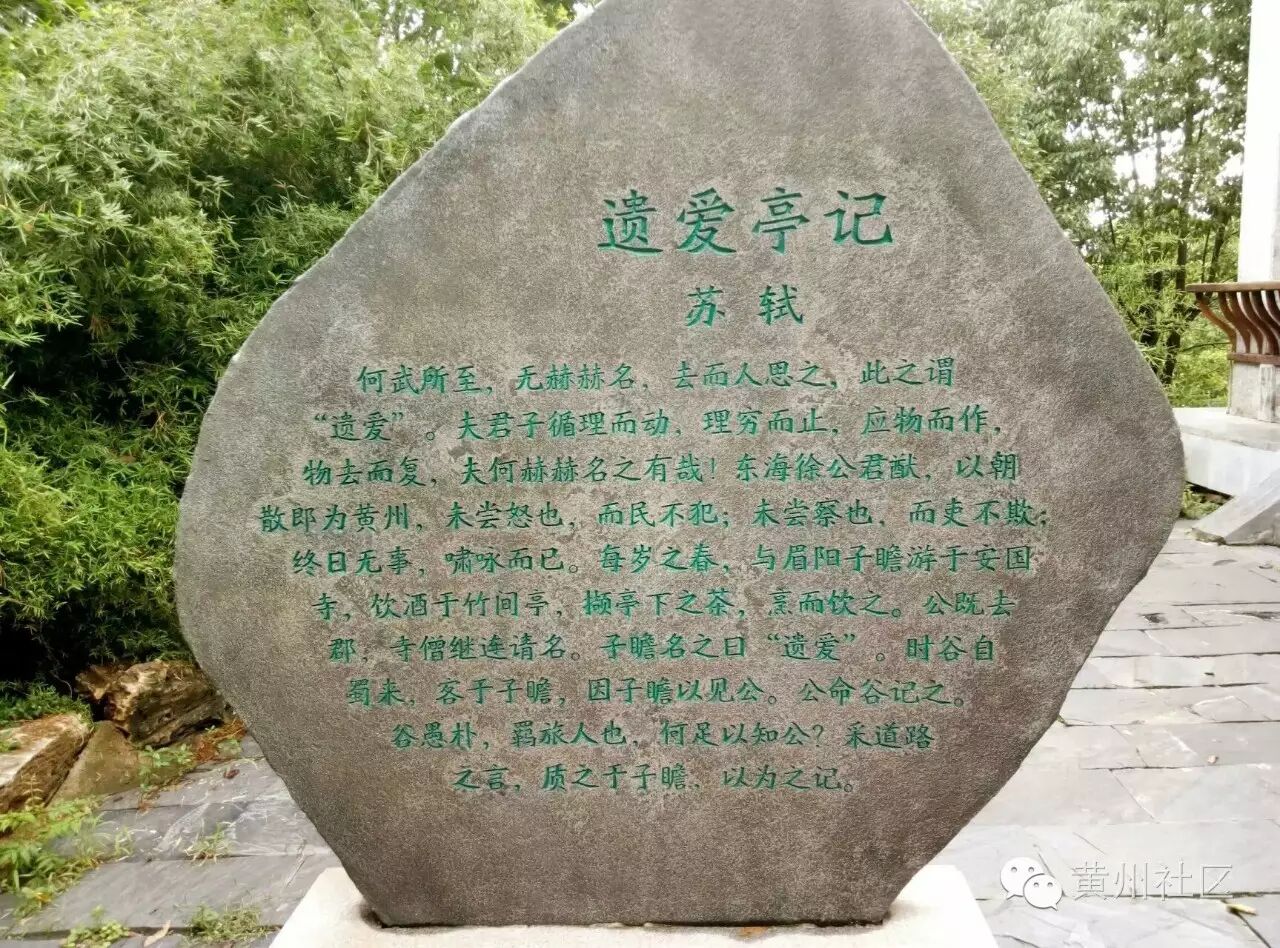 遗爱亭记
苏轼
何武所至，无赫赫名，去而人思之，此之谓
“遗爱”。夫君子循理而动，理穷而止，应物而作，
物去而复，夫何赫赫名之有哉！东海徐公君猷，以朝
散郎为黄州，未尝怒也，而民不犯；未尝察也，而吏不欺；
终日无事，啸咏而已。每岁之春，与眉阳子瞻游于安国
寺，饮酒于竹间亭，撷亭下之茶，烹而饮之。公既去
郡，寺僧继连请名。子瞻名之曰“遗爱”。时谷自
蜀来，客于子瞻，因子瞻以见公。公命谷记之。
谷愚朴，羁旅人也，何足以知公？采道路
之言，质之于子瞻，以为之记。
黄州社区